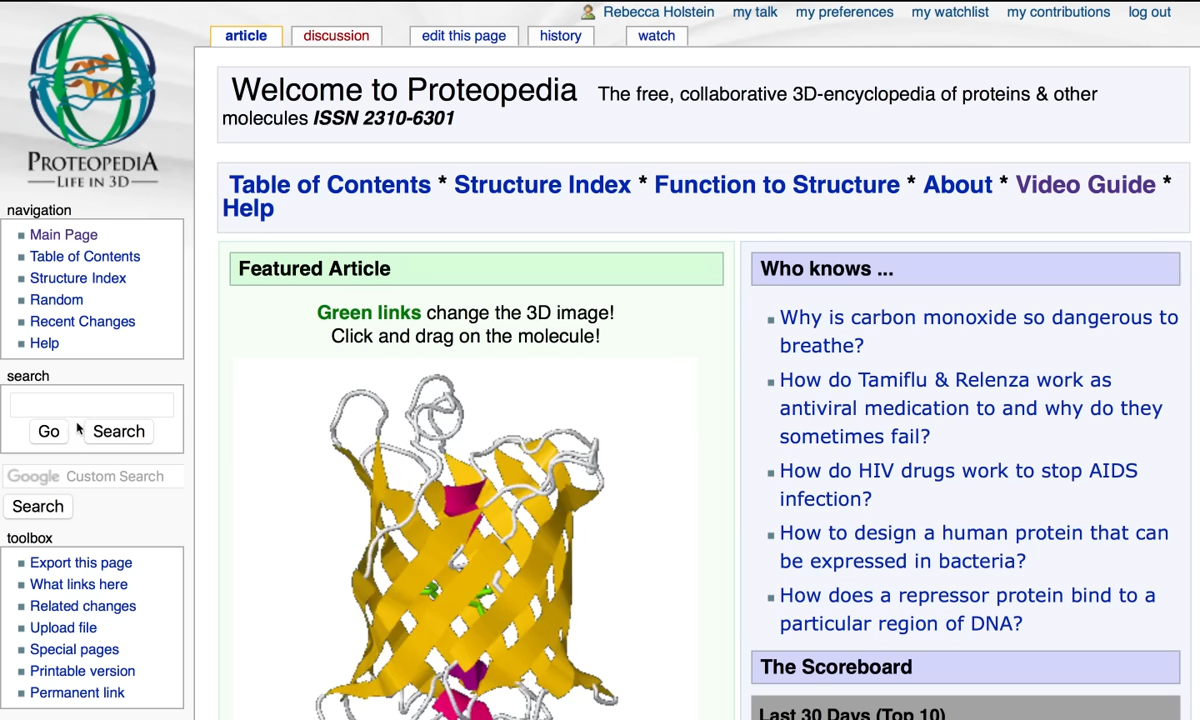 Rebecca Holstein my talk my preferences my watchlist my contributions log out
article discussion edit this page history watch
PROTEOPEDIA
LIFE IN 3D
Welcome to Proteopedia The free, collaborative 3D-encyclopedia of proteins & other
molecules ISSN 2310-6301
Table of Contents * Structure Index * Function to Structure * About * Video Guide *
Help
navigation
Main Page
Table of Contents
Structure Index
Random
Recent Changes
Help
search
Go Search
Google Custom Search
Search
toolbox
Export this page
What links here
Related changes
Upload file
Special pages
Printable version
Permanent link
Featured Article
Green links change the 3D image!
Click and drag on the molecule!
Who knows ...
Why is carbon monoxide so dangerous to
breathe?
How do Tamiflu & Relenza work as
antiviral medication to and why do they
sometimes fail?
How do HIV drugs work to stop AIDS
infection?
How to design a human protein that can
be expressed in bacteria?
How does a repressor protein bind to a
particular region of DNA?
The Scoreboard
Last 30 Days (Top 10)